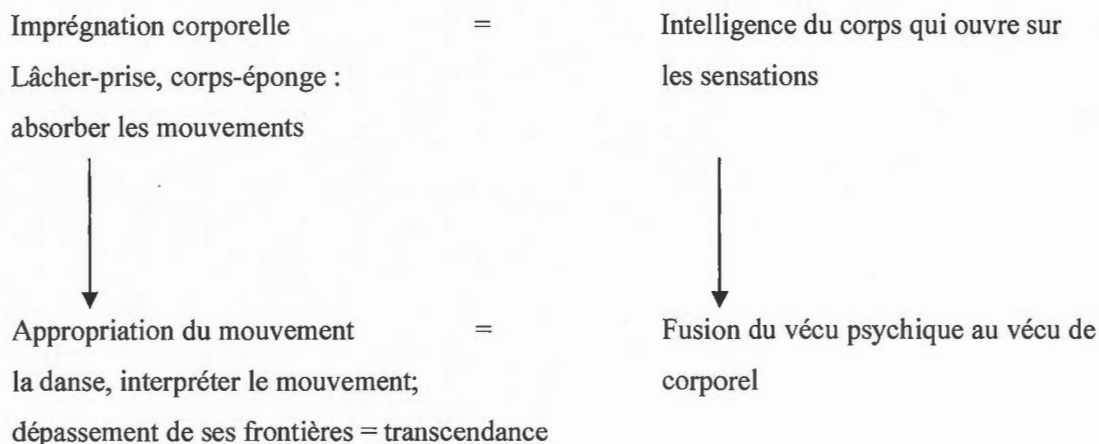 Imprégnation corporelle = Intelligence du corps qui ouvre sur
Lâcher-prise, corps-éponge : les sensations
absorber les mouvements
Appropriation du mouvement = Fusion du vécu psychique au vécu de
la danse, interpréter le mouvement; corporel
dépassement de ses frontières = transcendance